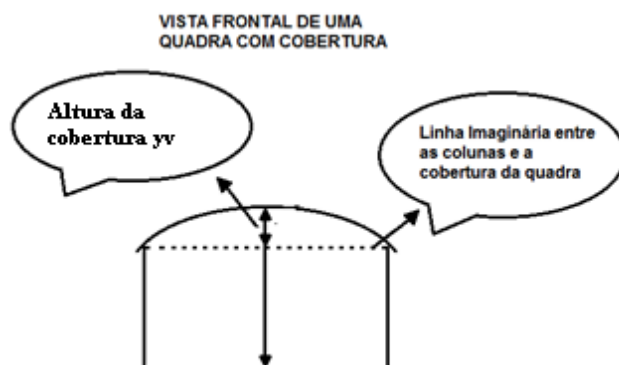 VISTA FRONTAL DE UMA
QUADRA COM COBERTURA
Altura da
cobertura yv
Linha Imaginária entre
as colunas e a
cobertura da quadra